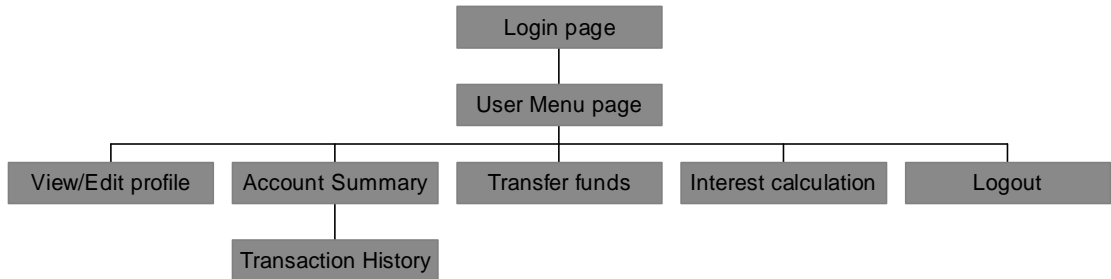 Login page
User Menu page
View/Edit profile
Account Summary
Transfer funds
Interest calculation
Logout
Transaction History